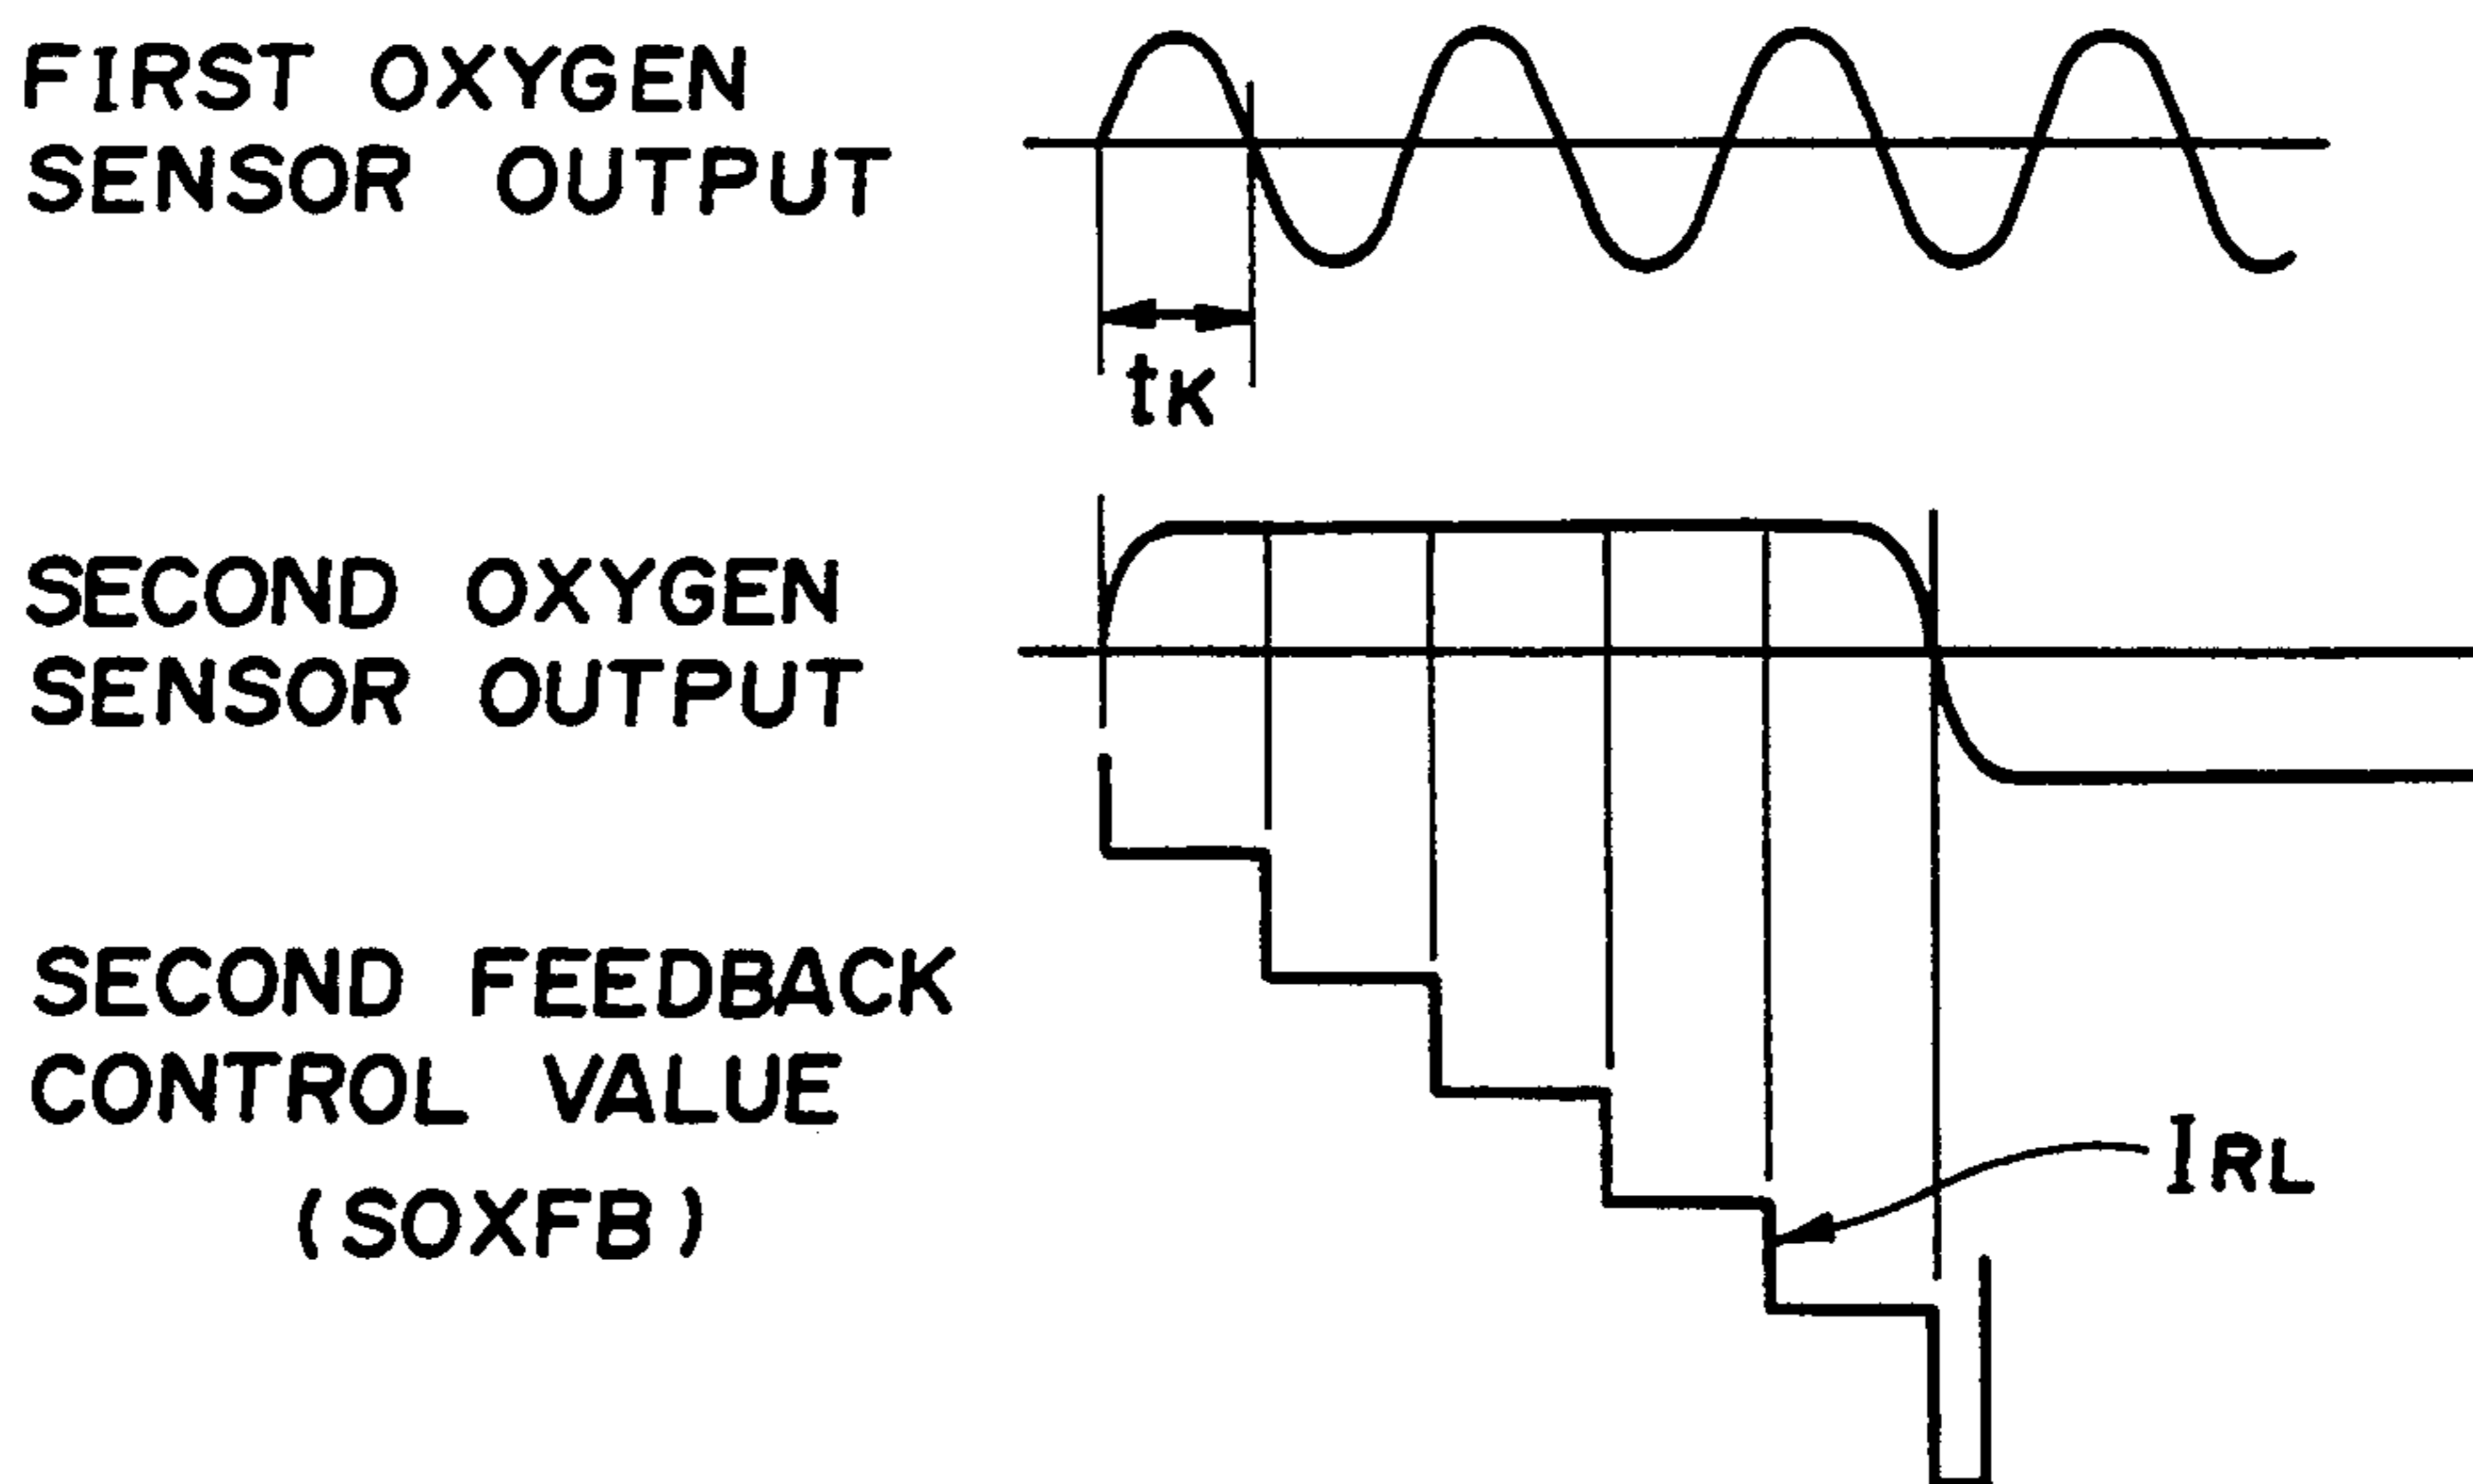 FIRST OXYGEN
SENSOR OUTPUT
tK
SECOND OXYGEN
SENSOR OUTPUT
SECOND FEEDBACK
CONTROL VALUE
(SOXFB)
IRL